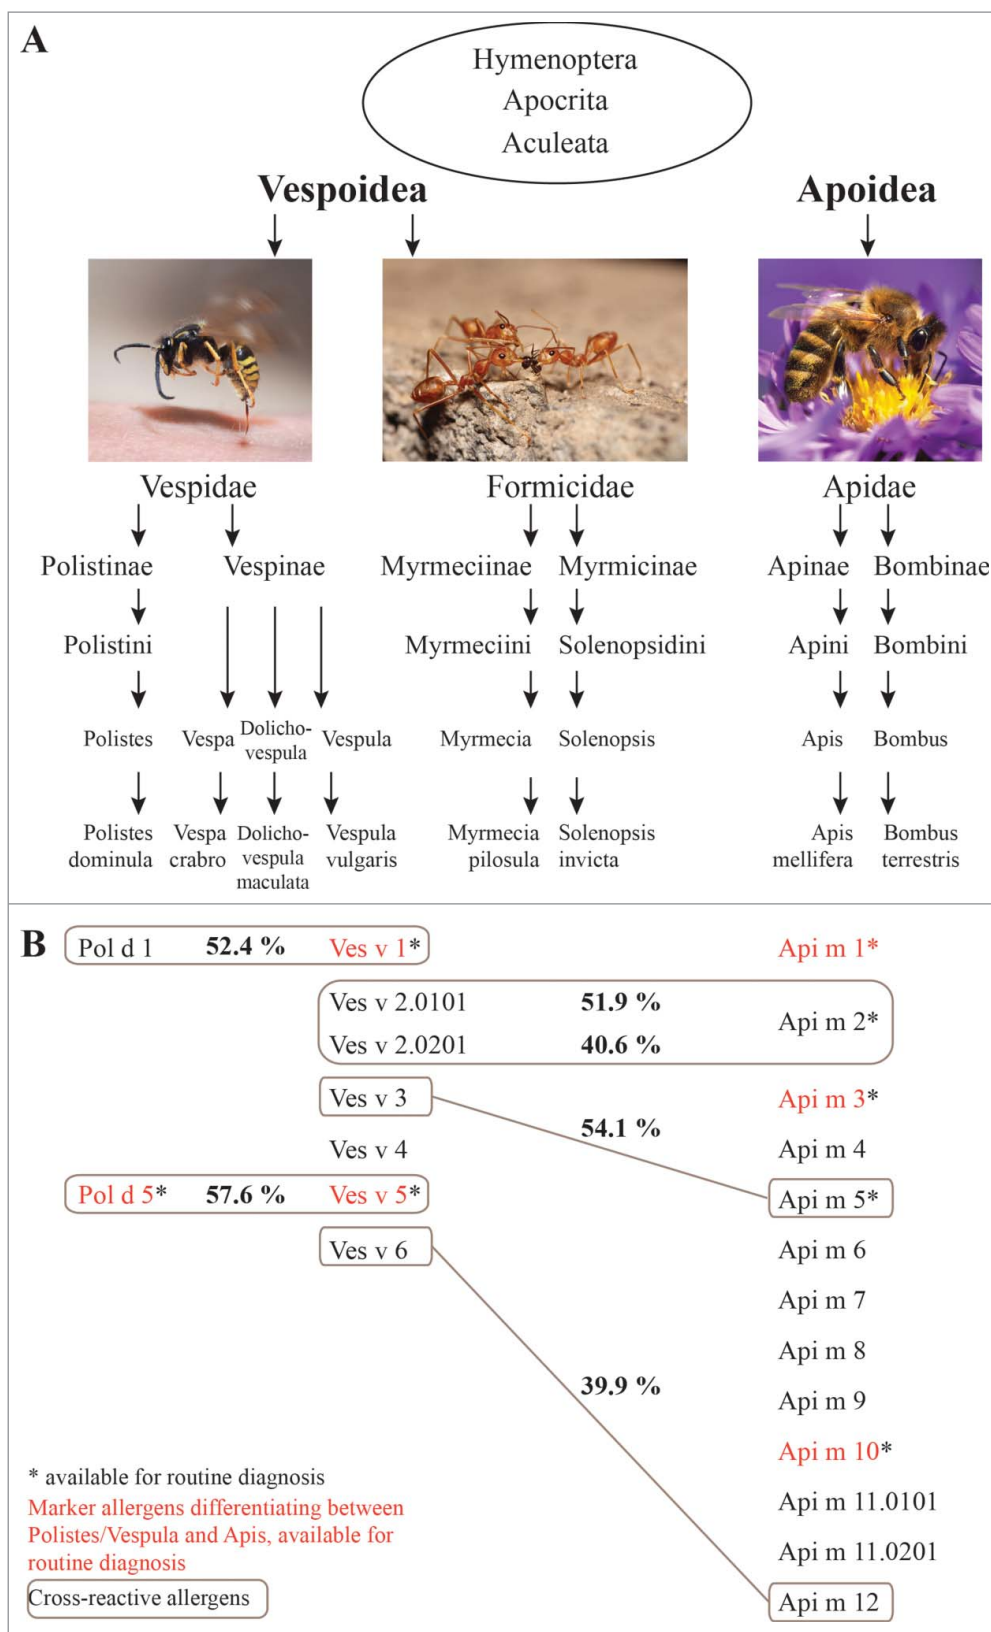 A
Hymenoptera
Apocrita
Aculeata
Vespoidea
Apoidea
Vespidae
Formicidae
Apidae
Polistinae
Vespinae
Myrmeciinae
Myrmicinae
Apinae
Bombinae
Polistini
Myrmeciini
Solenopsidini
Apini
Bombini
Polistes
Vespa
Dolicho-
vespula
Vespula
Myrmecia
Solenopsis
Apis
Bombus
Polistes
dominula
Vespa
crabro
Dolicho-
vespula
maculata
Vespula
vulgaris
Myrmecia
pilosula
Solenopsis
invicta
Apis
mellifera
Bombus
terrestris
B
Pol d 1 52.4 % Ves v 1*
Api m 1*
Ves v 2.0101 51.9 %
Ves v 2.0201 40.6 %
Api m 2*
Ves v 3
Api m 3*
54.1 %
Ves v 4
Api m 4
Pol d 5* 57.6 % Ves v 5*
Api m 5*
Ves v 6
Api m 6
Api m 7
Api m 8
39.9 %
Api m 9
Api m 10*
Api m 11.0101
Api m 11.0201
Api m 12
* available for routine diagnosis
Marker allergens differentiating between
Polistes/Vespula and Apis, available for
routine diagnosis
Cross-reactive allergens